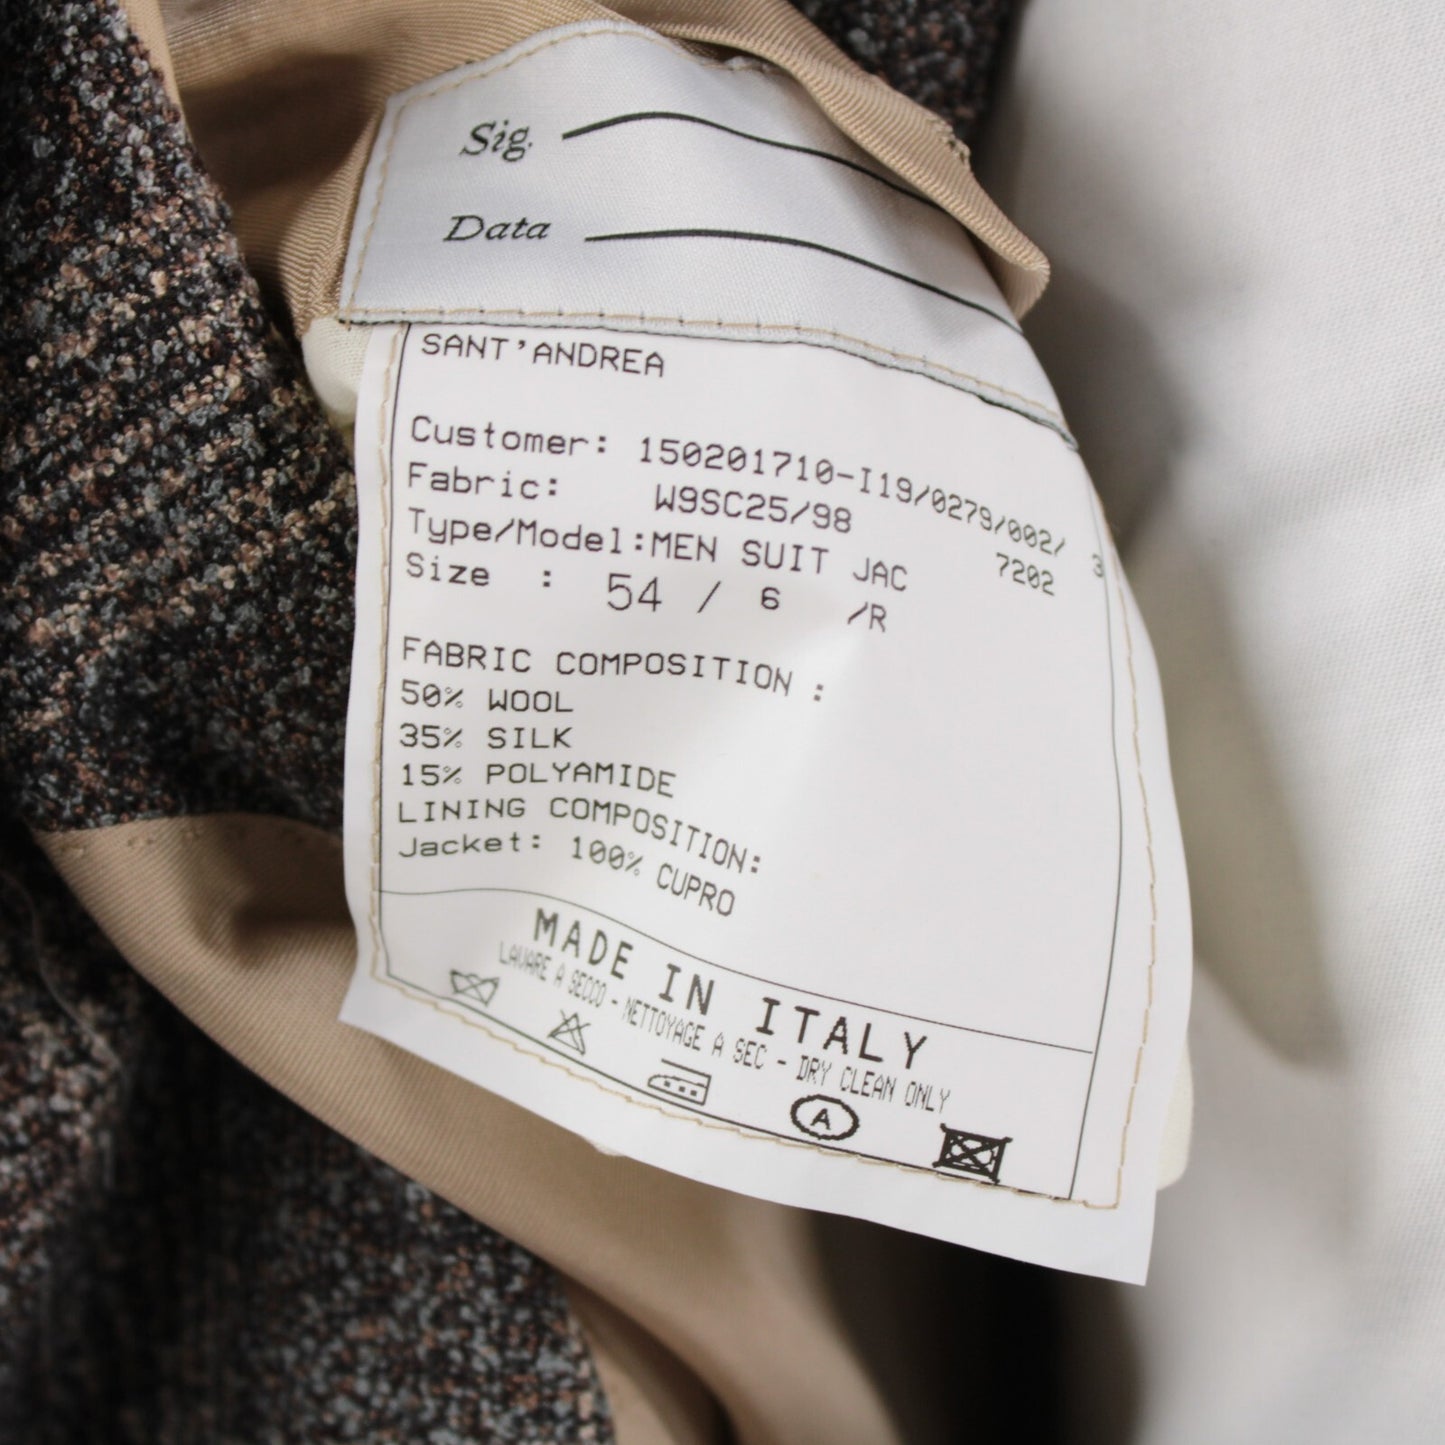 Sig.
Data
SANT'ANDREA
Customer: 150201710-I19/0279/002/ 3
Fabric: W9SC25/98 7202
Type/Model:MEN SUIT JAC
Size : 54 / 6 /R
FABRIC COMPOSITION :
50% WOOL
35% SILK
15% POLYAMIDE
LINING COMPOSITION:
Jacket: 100% CUPRO
MADE IN ITALY
LAVARE A SECCO - NETTOYAGE A SEC - DRY CLEAN ONLY
A